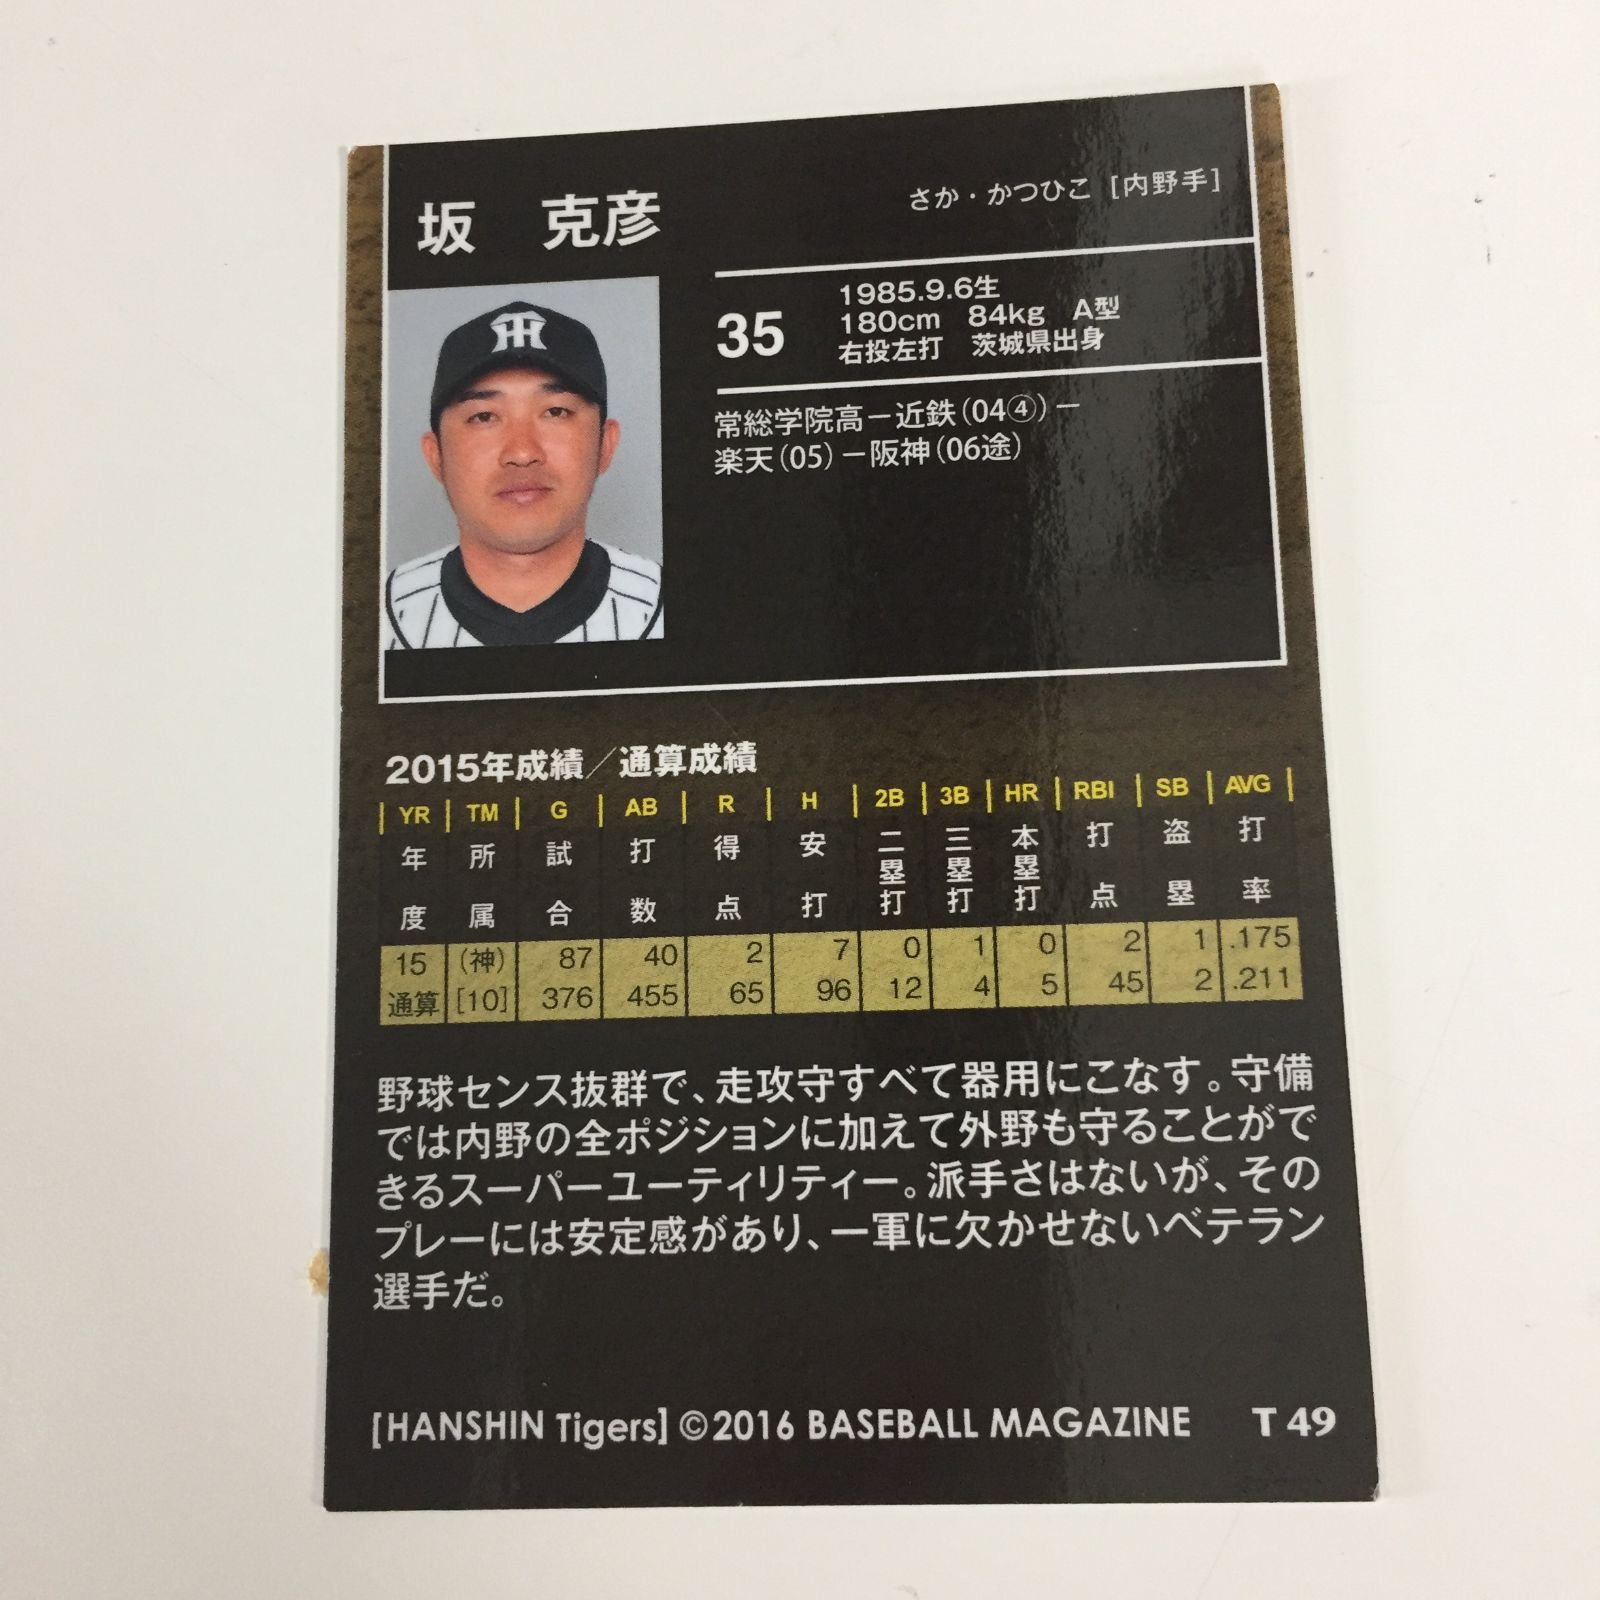 坂 克彦
さか・かつひこ [内野手]
35
1985.9.6生
180cm 84kg A型
右投左打 茨城県出身
常総学院高－近鉄(04④)－
楽天(05)－阪神(06途)
TH
2015年成績／通算成績
YR TM G AB R H 2B 3B HR RBI SB AVG
年度 所属 試合 打数 得点 安打 二塁打 三塁打 本塁打 打点 盗塁 打率
15 (神) 87 40 2 7 0 1 0 2 1 .175
通算 [10] 376 455 65 96 12 4 5 45 2 .211
野球センス抜群で、走攻守すべて器用にこなす。守備
では内野の全ポジションに加えて外野も守ることがで
きるスーパーユーティリティー。派手さはないが、その
プレーには安定感があり、一軍に欠かせないベテラン
選手だ。
[HANSHIN Tigers] ©2016 BASEBALL MAGAZINE T 49